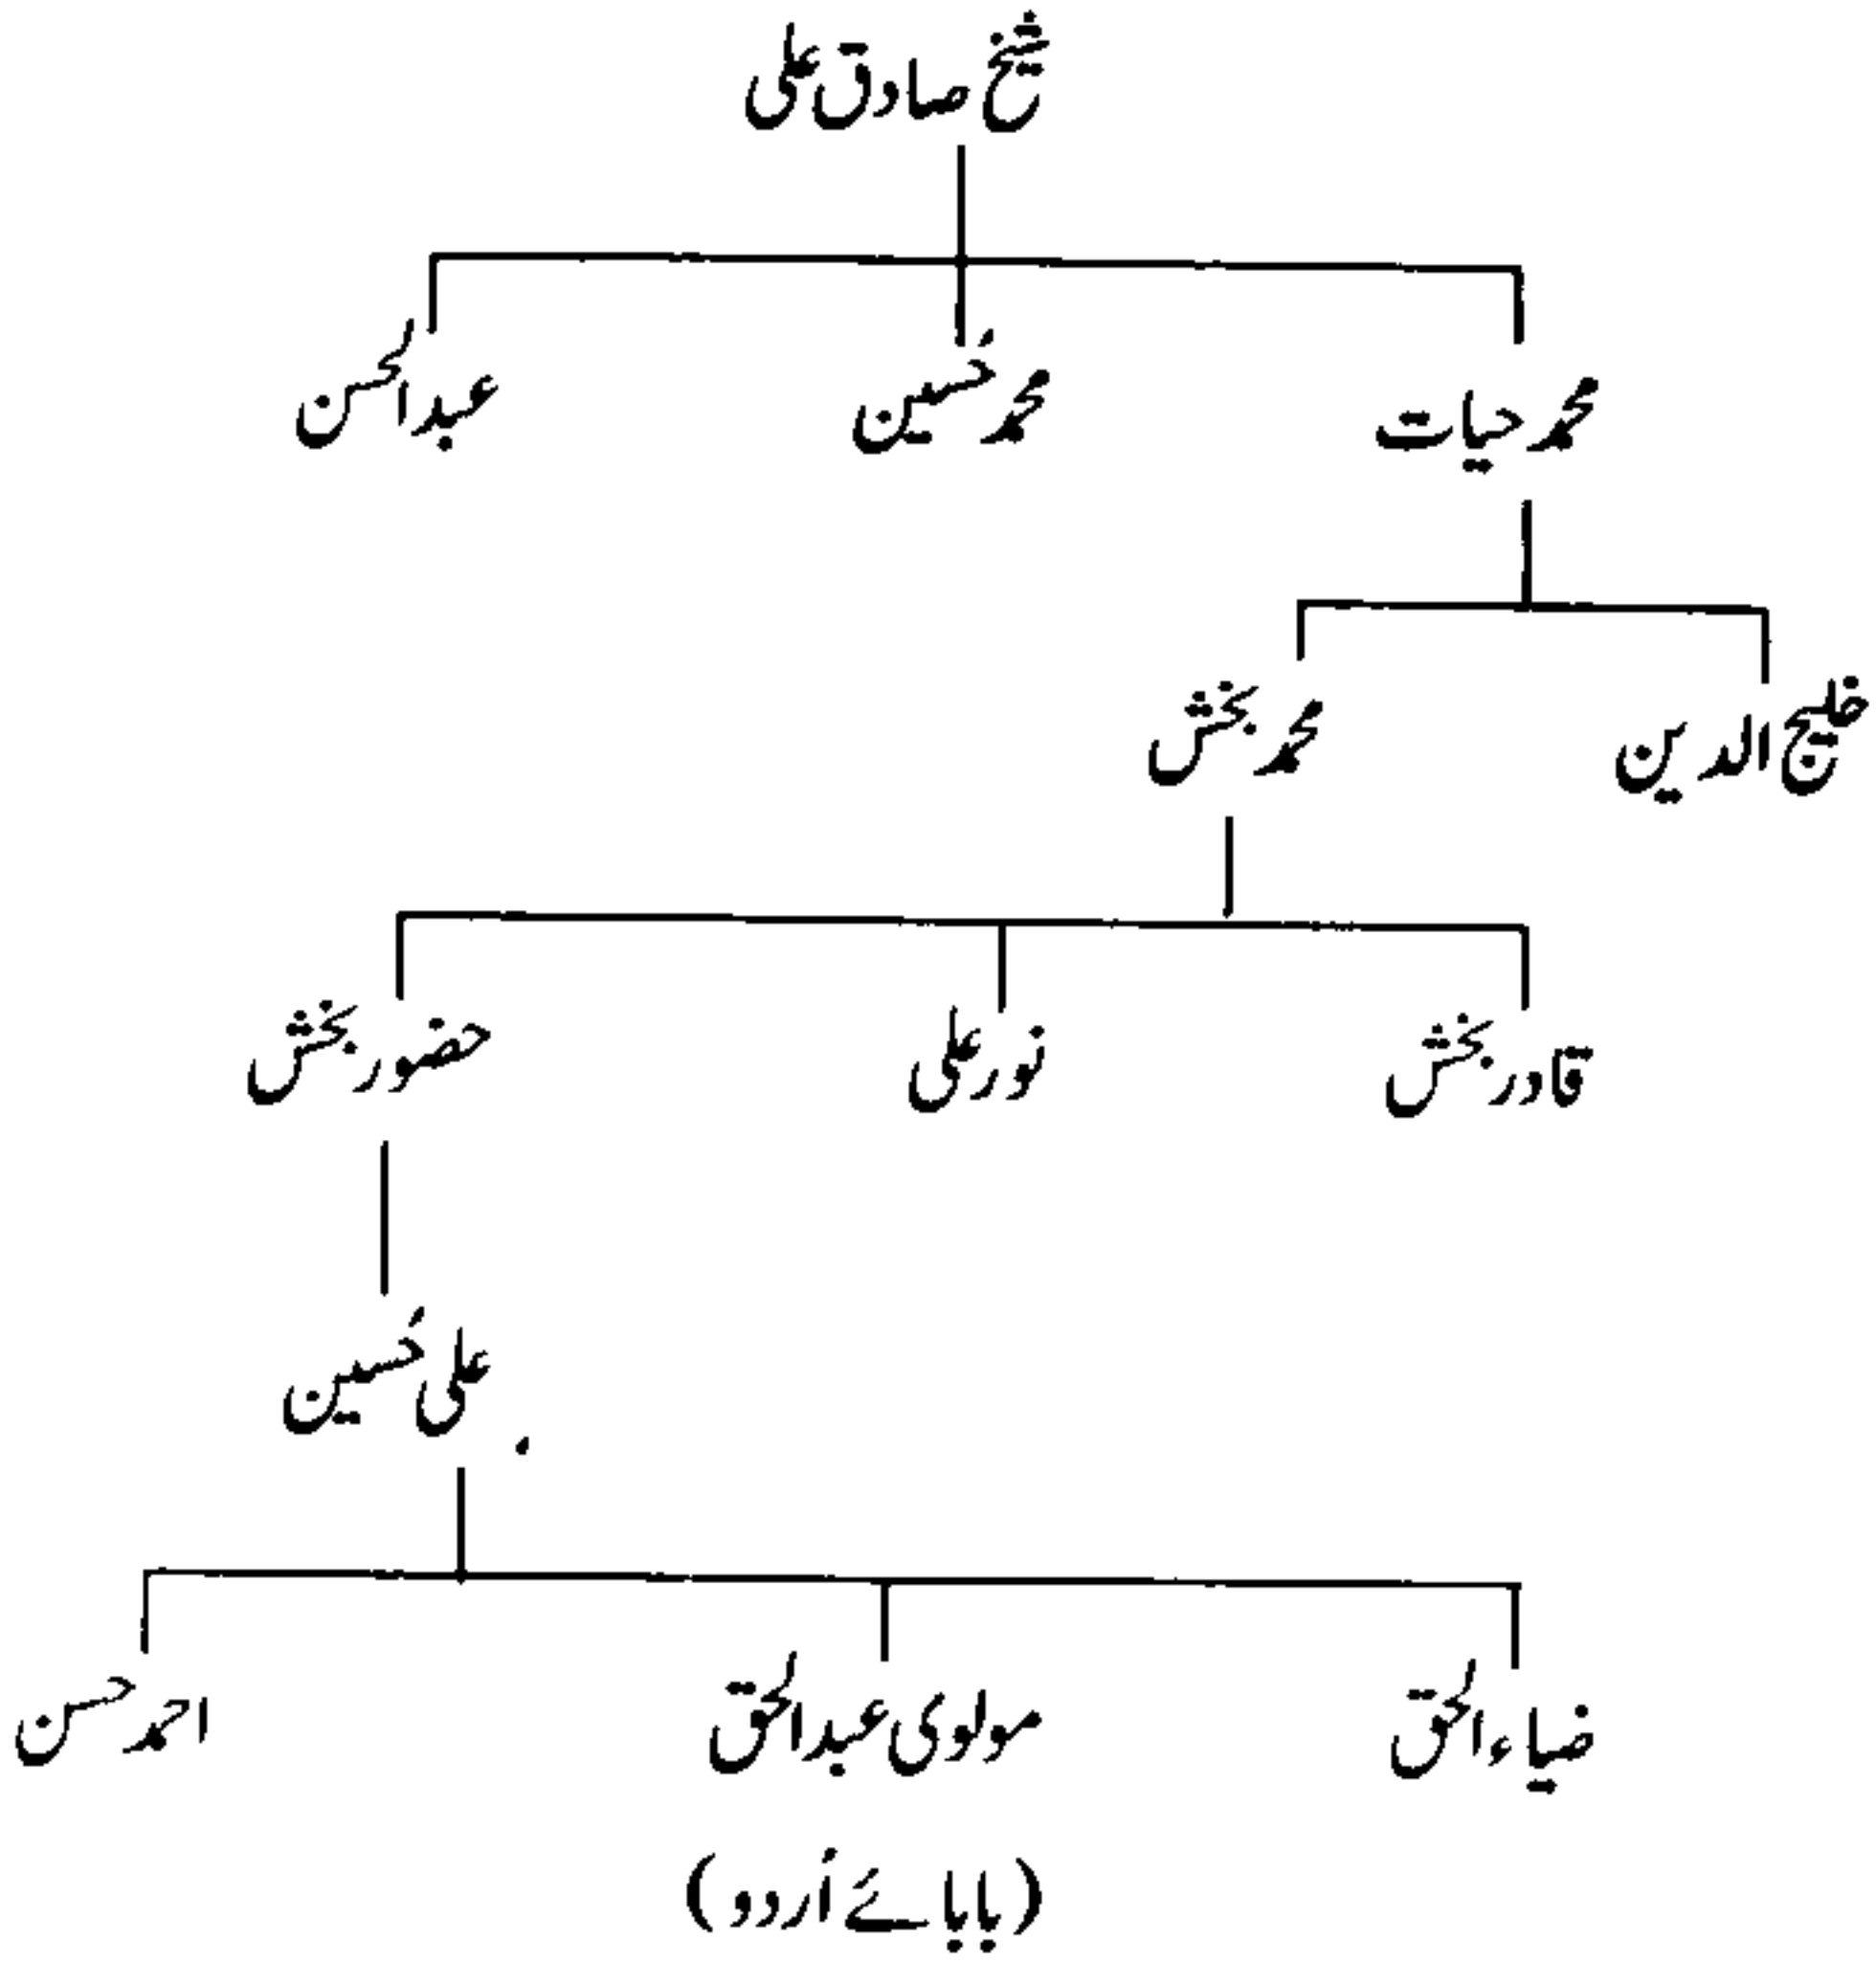 شیخ صادق علی
محمد حیات
محمد حُسین
عبدالحسن
خلیج الدین
محمد بخش
قادر بخش
نور علی
حضور بخش
علی حُسین
ضیاء الحق
مولوی عبدالحق
احمد حسن
(بابائے اُردو)